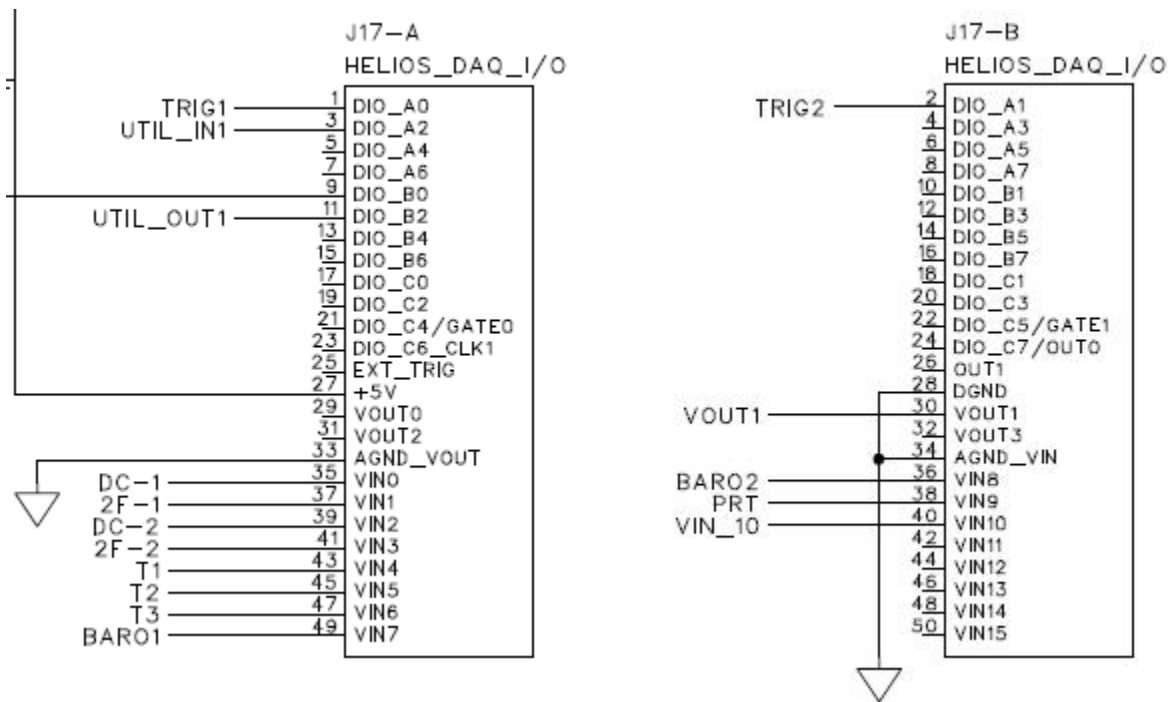 J17-A
HELIOS_DAQ_I/O
TRIG1 1 DIO_A0
UTIL_IN1 3 DIO_A2
5 DIO_A4
7 DIO_A6
9 DIO_B0
UTIL_OUT1 11 DIO_B2
13 DIO_B4
15 DIO_B6
17 DIO_C0
19 DIO_C2
21 DIO_C4/GATE0
23 DIO_C6_CLK1
25 EXT_TRIG
27 +5V
29 VOUT0
31 VOUT2
33 AGND_VOUT
DC-1 35 VIN0
2F-1 37 VIN1
DC-2 39 VIN2
2F-2 41 VIN3
T1 43 VIN4
T2 45 VIN5
T3 47 VIN6
BARO1 49 VIN7
J17-B
HELIOS_DAQ_I/O
TRIG2 2 DIO_A1
4 DIO_A3
6 DIO_A5
8 DIO_A7
10 DIO_B1
12 DIO_B3
14 DIO_B5
16 DIO_B7
18 DIO_C1
20 DIO_C3
22 DIO_C5/GATE1
24 DIO_C7/OUT0
26 OUT1
28 DGND
VOUT1 30 VOUT1
32 VOUT3
34 AGND_VIN
BARO2 36 VIN8
PRT 38 VIN9
VIN_10 40 VIN10
42 VIN11
44 VIN12
46 VIN13
48 VIN14
50 VIN15